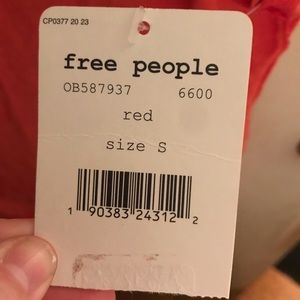 CP0377 20 23
free people
OB587937 6600
red
size S
1 90383 24312 2